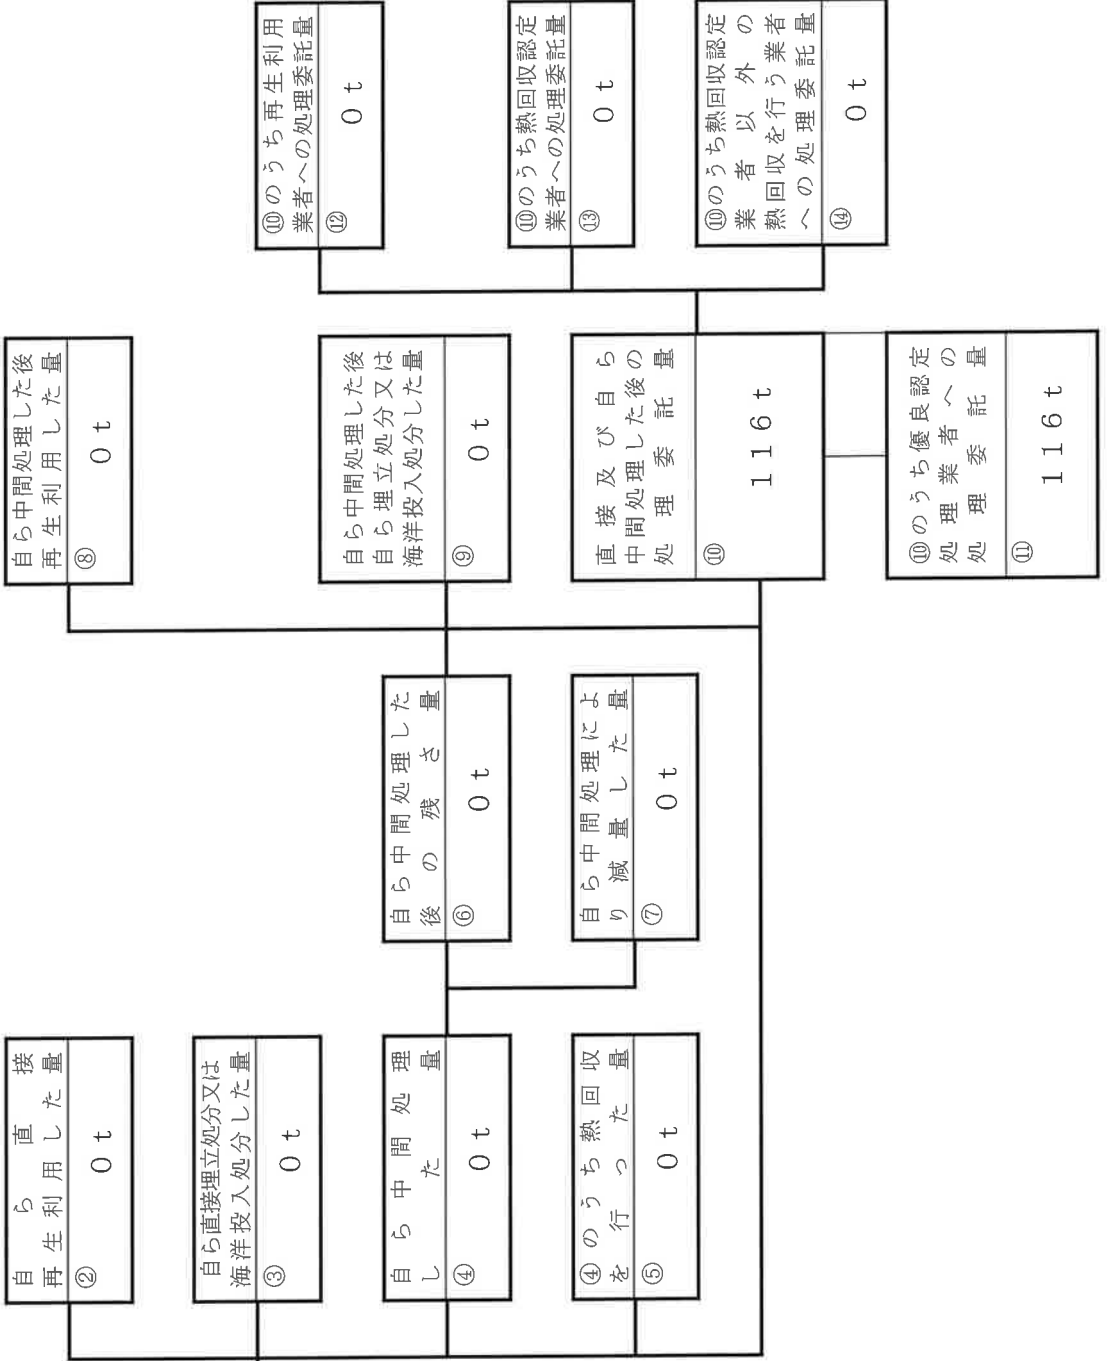 自ら直接
再生利用した量
②
0t
自ら直接埋立処分又は
海洋投入処分した量
③
0t
自ら中間処理
した量
④
0t
④のうち熱回収
を行った量
⑤
0t
自ら中間処理した
後の残さ量
⑥
0t
自ら中間処理によ
り減量した量
⑦
0t
自ら中間処理した後
再生利用した量
⑧
0t
自ら中間処理した後
自ら埋立処分又は
海洋投入処分した量
⑨
0t
直接及び自ら
中間処理した後の
処理委託量
⑩
116t
⑩のうち優良認定
処理業者への
処理委託量
⑪
116t
⑩のうち再生利用
業者への処理委託量
⑫
0t
⑩のうち熱回収認定
業者への処理委託量
⑬
0t
⑩のうち熱回収認定
業者以外の
熱回収を行う業者
への処理委託量
⑭
0t